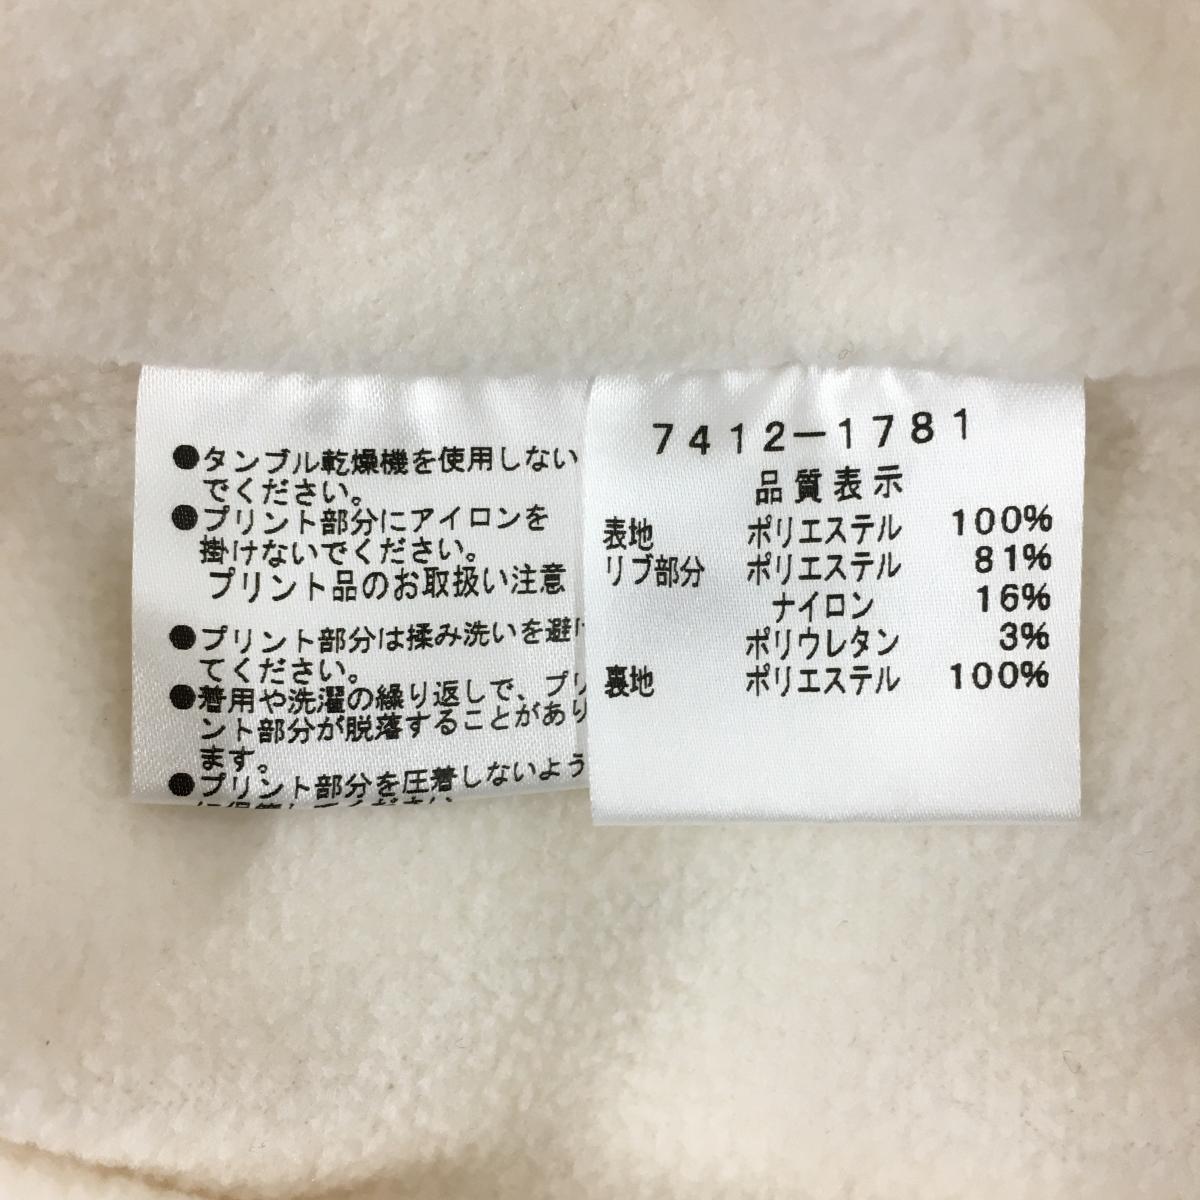 ●タンブル乾燥機を使用しない
でください。
●プリント部分にアイロンを
掛けないでください。
プリント品のお取扱い注意
●プリント部分は揉み洗いを避け
てください。
●着用や洗濯の繰り返しで、プリ
ント部分が脱落することがあり
ます。
●プリント部分を圧着しないよう
7412-1781
品質表示
表地 ポリエステル 100%
リブ部分 ポリエステル 81%
ナイロン 16%
ポリウレタン 3%
裏地 ポリエステル 100%